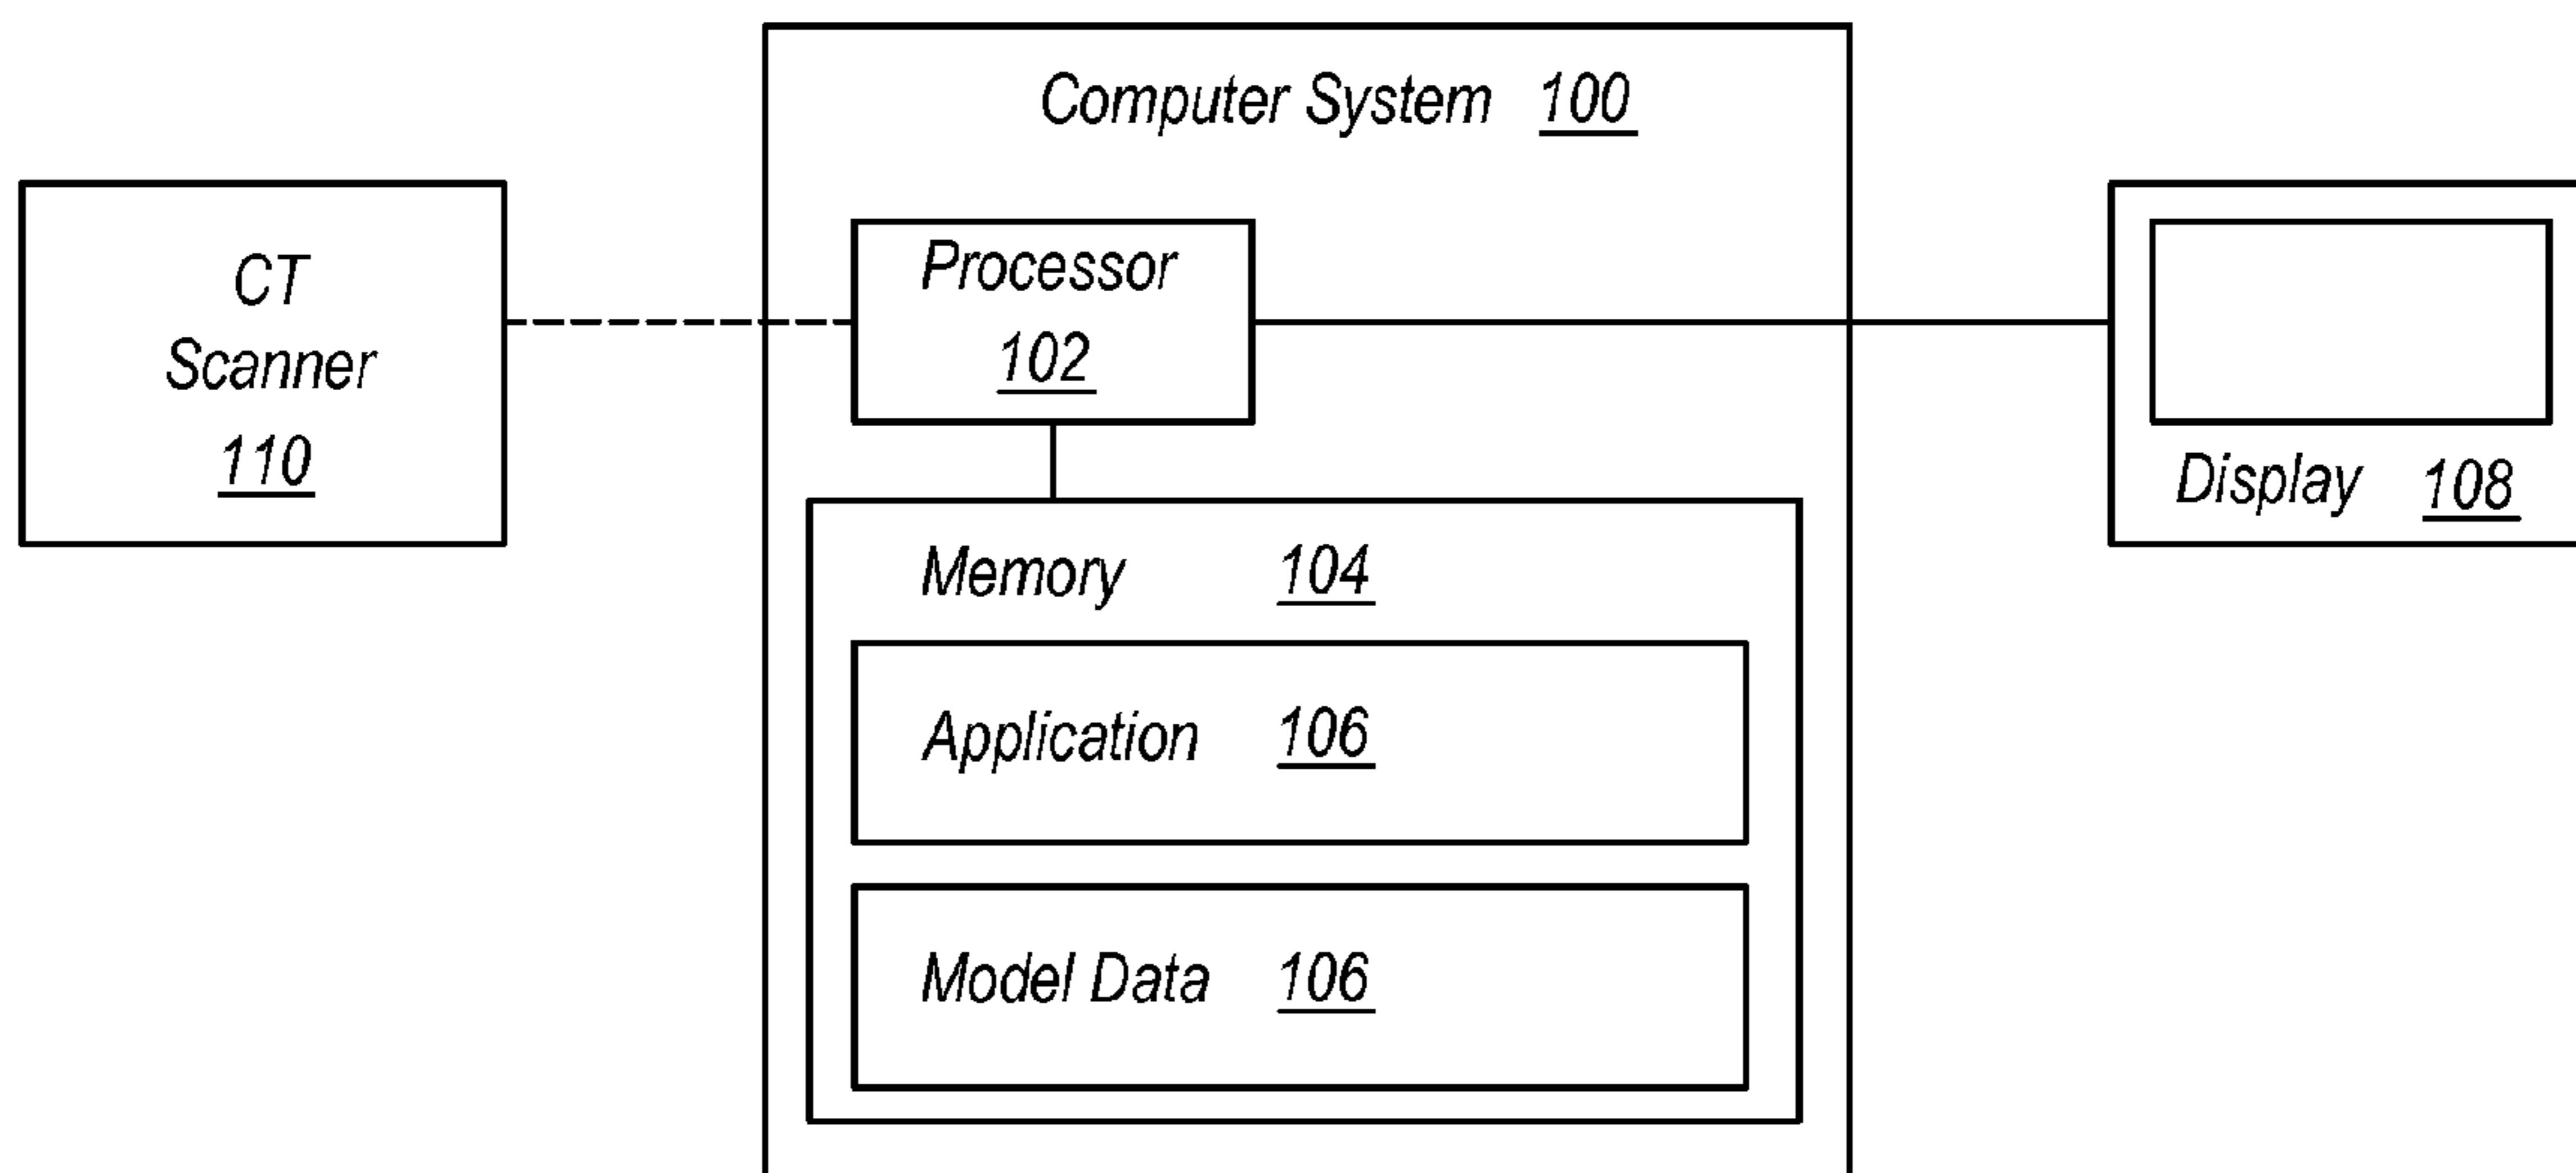 Computer System 100
CT
Scanner
110
Processor
102
Display 108
Memory 104
Application 106
Model Data 106